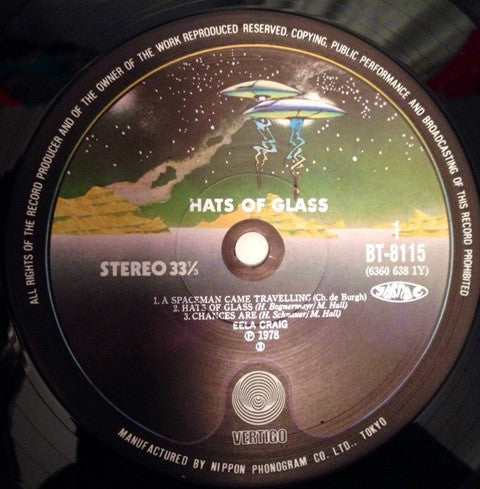 ALL RIGHTS OF THE RECORD PRODUCER AND OF THE OWNER OF THE WORK REPRODUCED RESERVED. COPYING, PUBLIC PERFORMANCE AND BROADCASTING OF THIS RECORD PROHIBITED
HATS OF GLASS
1
BT-8115
(6360 638 1Y)
STEREO 33⅓
1. A SPACEMAN CAME TRAVELLING (Ch. de Burgh)
2. HATS OF GLASS (H. Bognermayr/ M. Hall)
3. CHANCES ARE (H. Schnauer/ M. Hall)
EELA CRAIG
Ⓟ 1978
VERTIGO
MANUFACTURED BY NIPPON PHONOGRAM CO. LTD., TOKYO